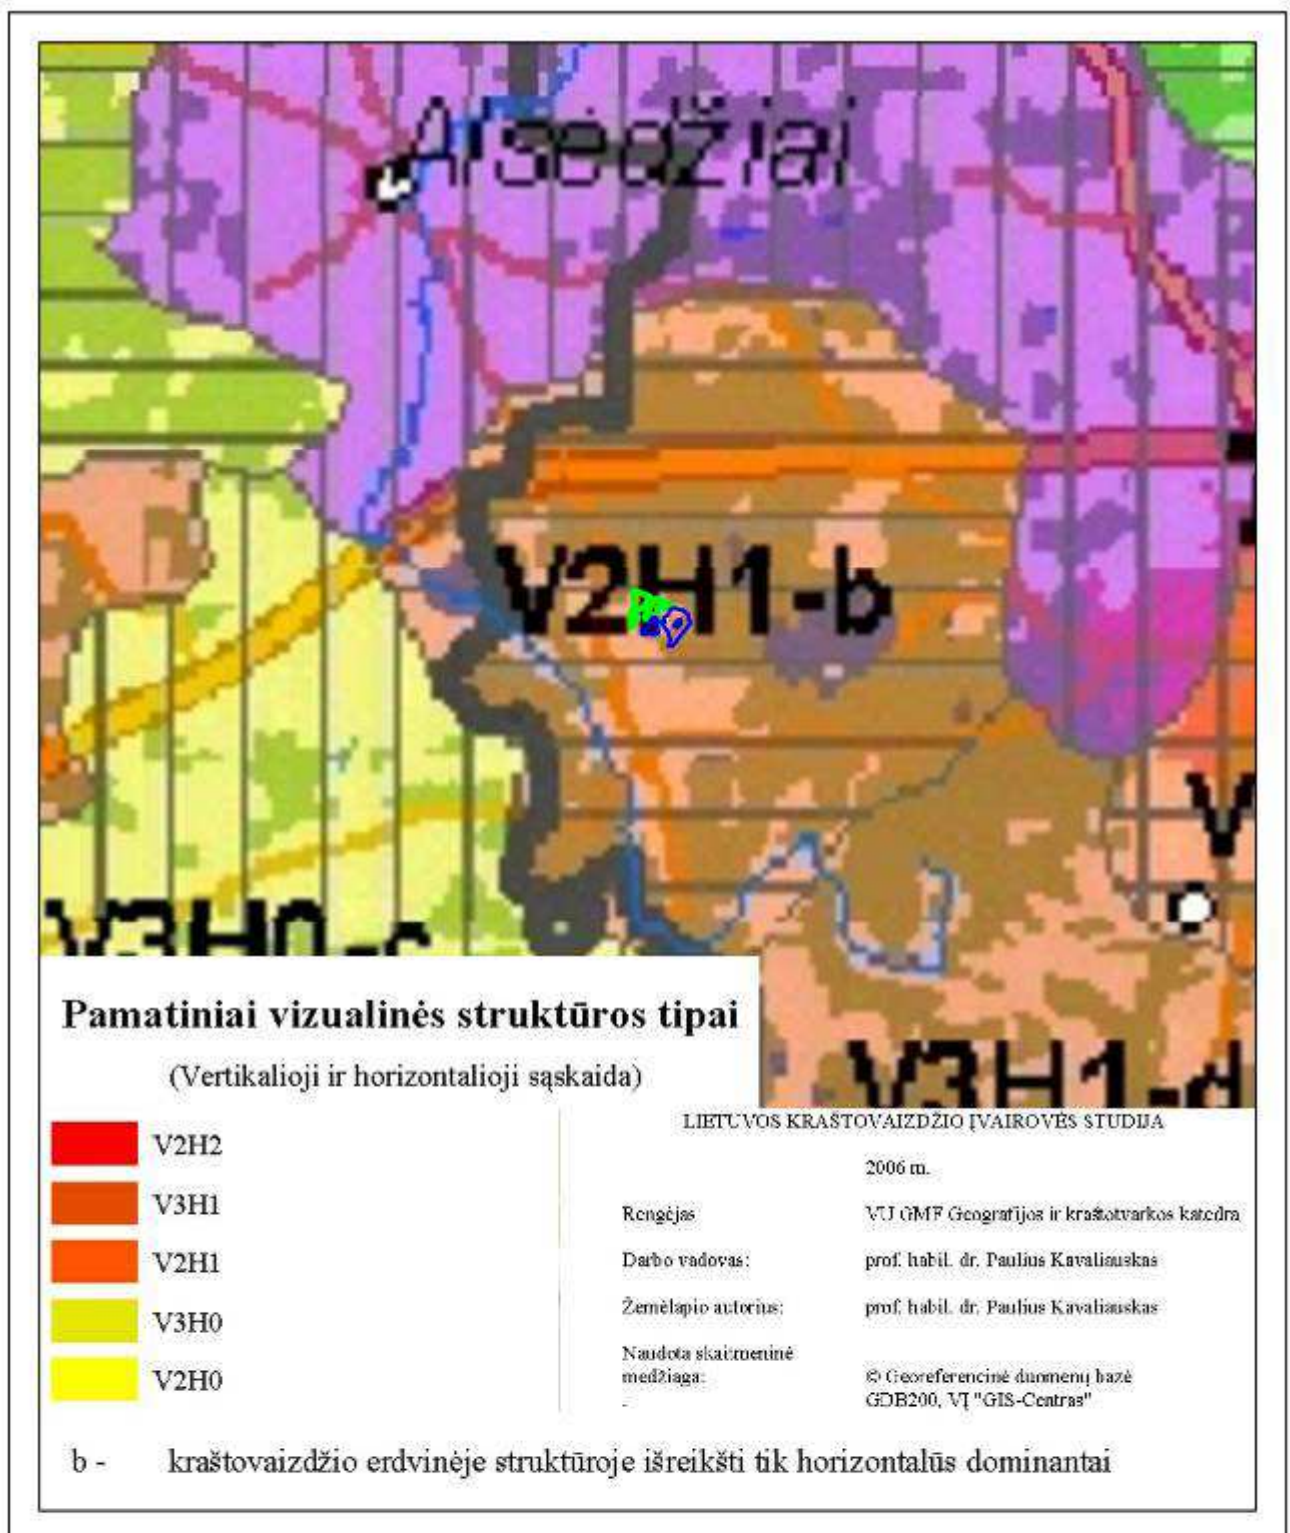 Alsėdžiai
V2H1-b
V
V3H0-c
V3H1-d
Pamatiniai vizualinės struktūros tipai
(Vertikalioji ir horizontalioji sąskaida)
V2H2
V3H1
V2H1
V3H0
V2H0
LIETUVOS KRAŠTOVAIZDŽIO ĮVAIROVĖS STUDIJA
2006 m.
Rengėjas VU GMF Geografijos ir kraštotvarkos katedra
Darbo vadovas: prof. habil. dr. Paulius Kavaliauskas
Žemėlapio autorius: prof. habil. dr. Paulius Kavaliauskas
Naudota skaitmeninė
medžiaga: © Georeferencinė duomenų bazė
- GDB200, VĮ "GIS-Centras"
b - kraštovaizdžio erdvinėje struktūroje išreikšti tik horizontalūs dominantai